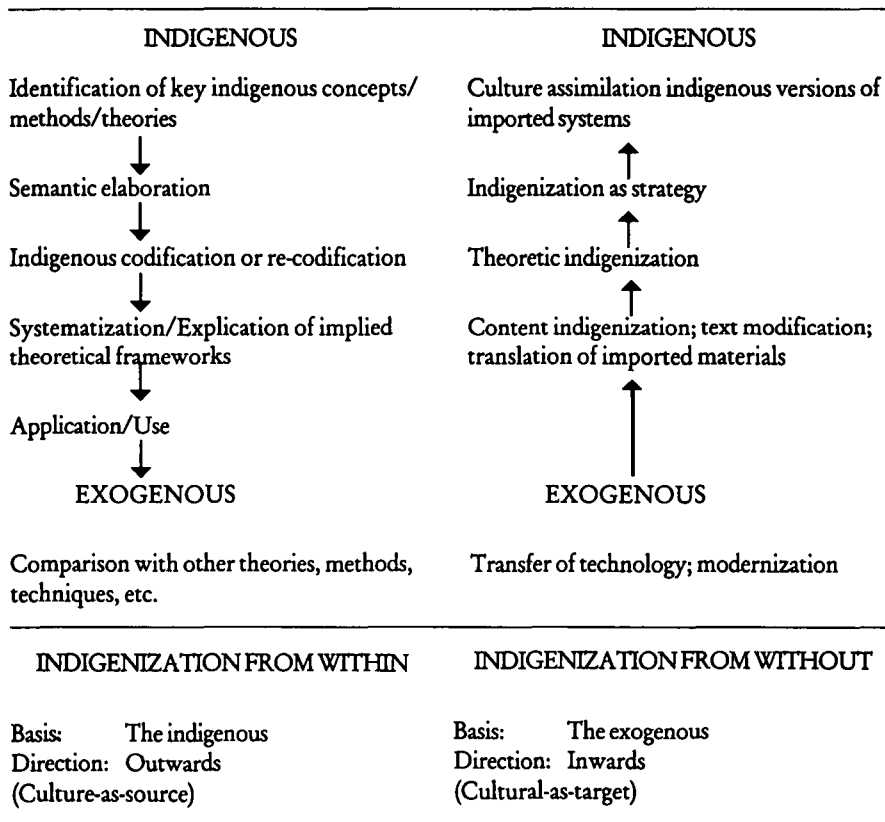 INDIGENOUS
Identification of key indigenous concepts/
methods/theories
Semantic elaboration
Indigenous codification or re-codification
Systematization/Explication of implied
theoretical frameworks
Application/Use
EXOGENOUS
Comparison with other theories, methods,
techniques, etc.
INDIGENOUS
Culture assimilation indigenous versions of
imported systems
Indigenization as strategy
Theoretic indigenization
Content indigenization; text modification;
translation of imported materials
EXOGENOUS
Transfer of technology; modernization
INDIGENIZATION FROM WITHIN
Basis: The indigenous
Direction: Outwards
(Culture-as-source)
INDIGENIZATION FROM WITHOUT
Basis: The exogenous
Direction: Inwards
(Cultural-as-target)